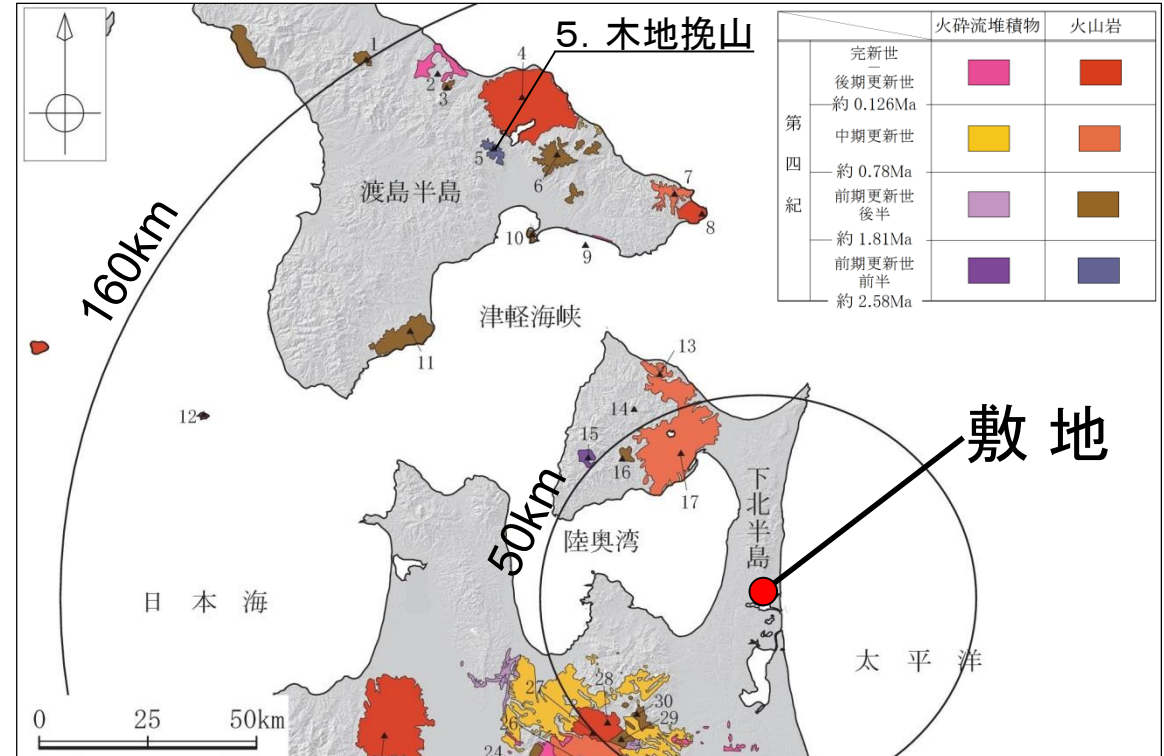 5. 木地挽山
1
2
3
4
5
6
7
8
9
10
11
12
13
14
15
16
17
24
26
27
28
29
30
渡島半島
津軽海峡
160km
50km
敷 地
下北半島
陸奥湾
日 本 海
太 平 洋
0 25 50km
火砕流堆積物 火山岩
第四紀
完新世
–
後期更新世
約 0.126Ma
中期更新世
約 0.78Ma
前期更新世
後半
約 1.81Ma
前期更新世
前半
約 2.58Ma